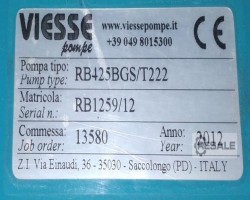 VIESSE
pompe
www.viessepompe.it
+39 049 8015300
CE
Pompa tipo:
Pump type:
RB425BGS/T222
Matricola:
Serial n.:
RB1259/12
Commessa:
Job order:
13580
Anno:
Year:
2012
RESALE
Z.I. Via Einaudi, 36 - 35030 - Saccolongo (PD) - ITALY